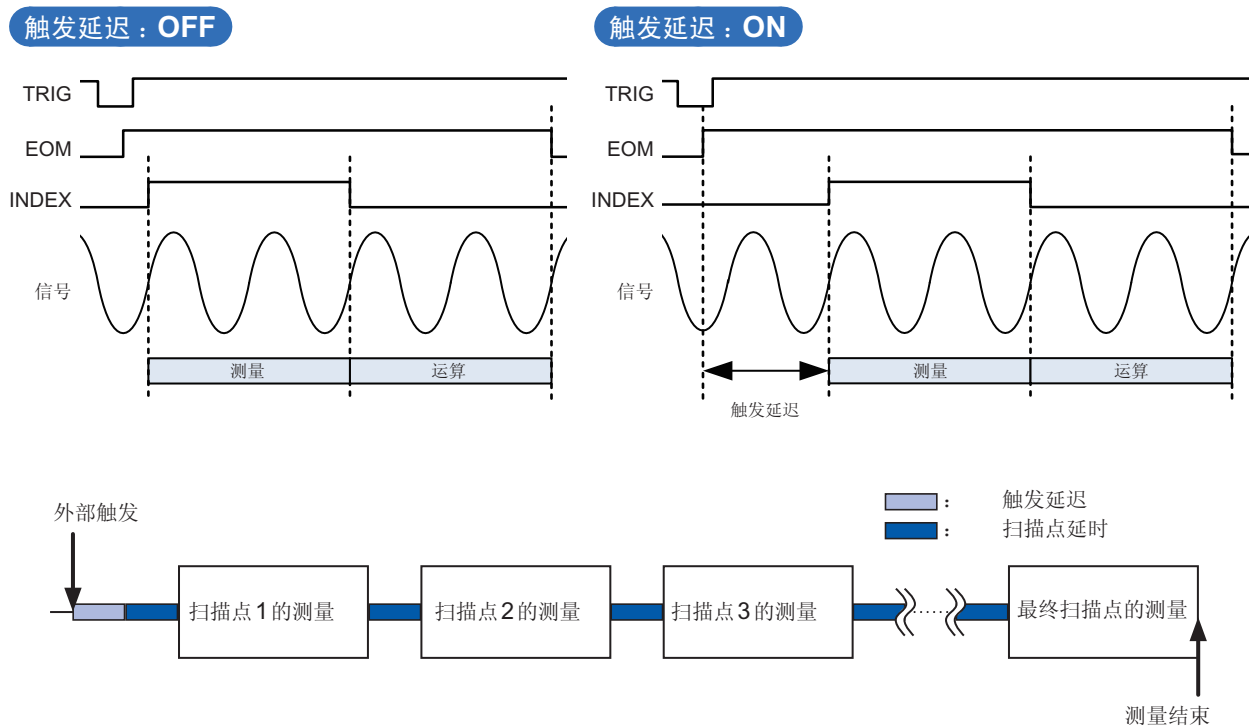 触发延迟：OFF
TRIG
EOM
INDEX
信号
测量
运算
触发延迟：ON
TRIG
EOM
INDEX
信号
测量
运算
触发延迟
：触发延迟
：扫描点延时
外部触发
扫描点1的测量
扫描点2的测量
扫描点3的测量
……
最终扫描点的测量
测量结束